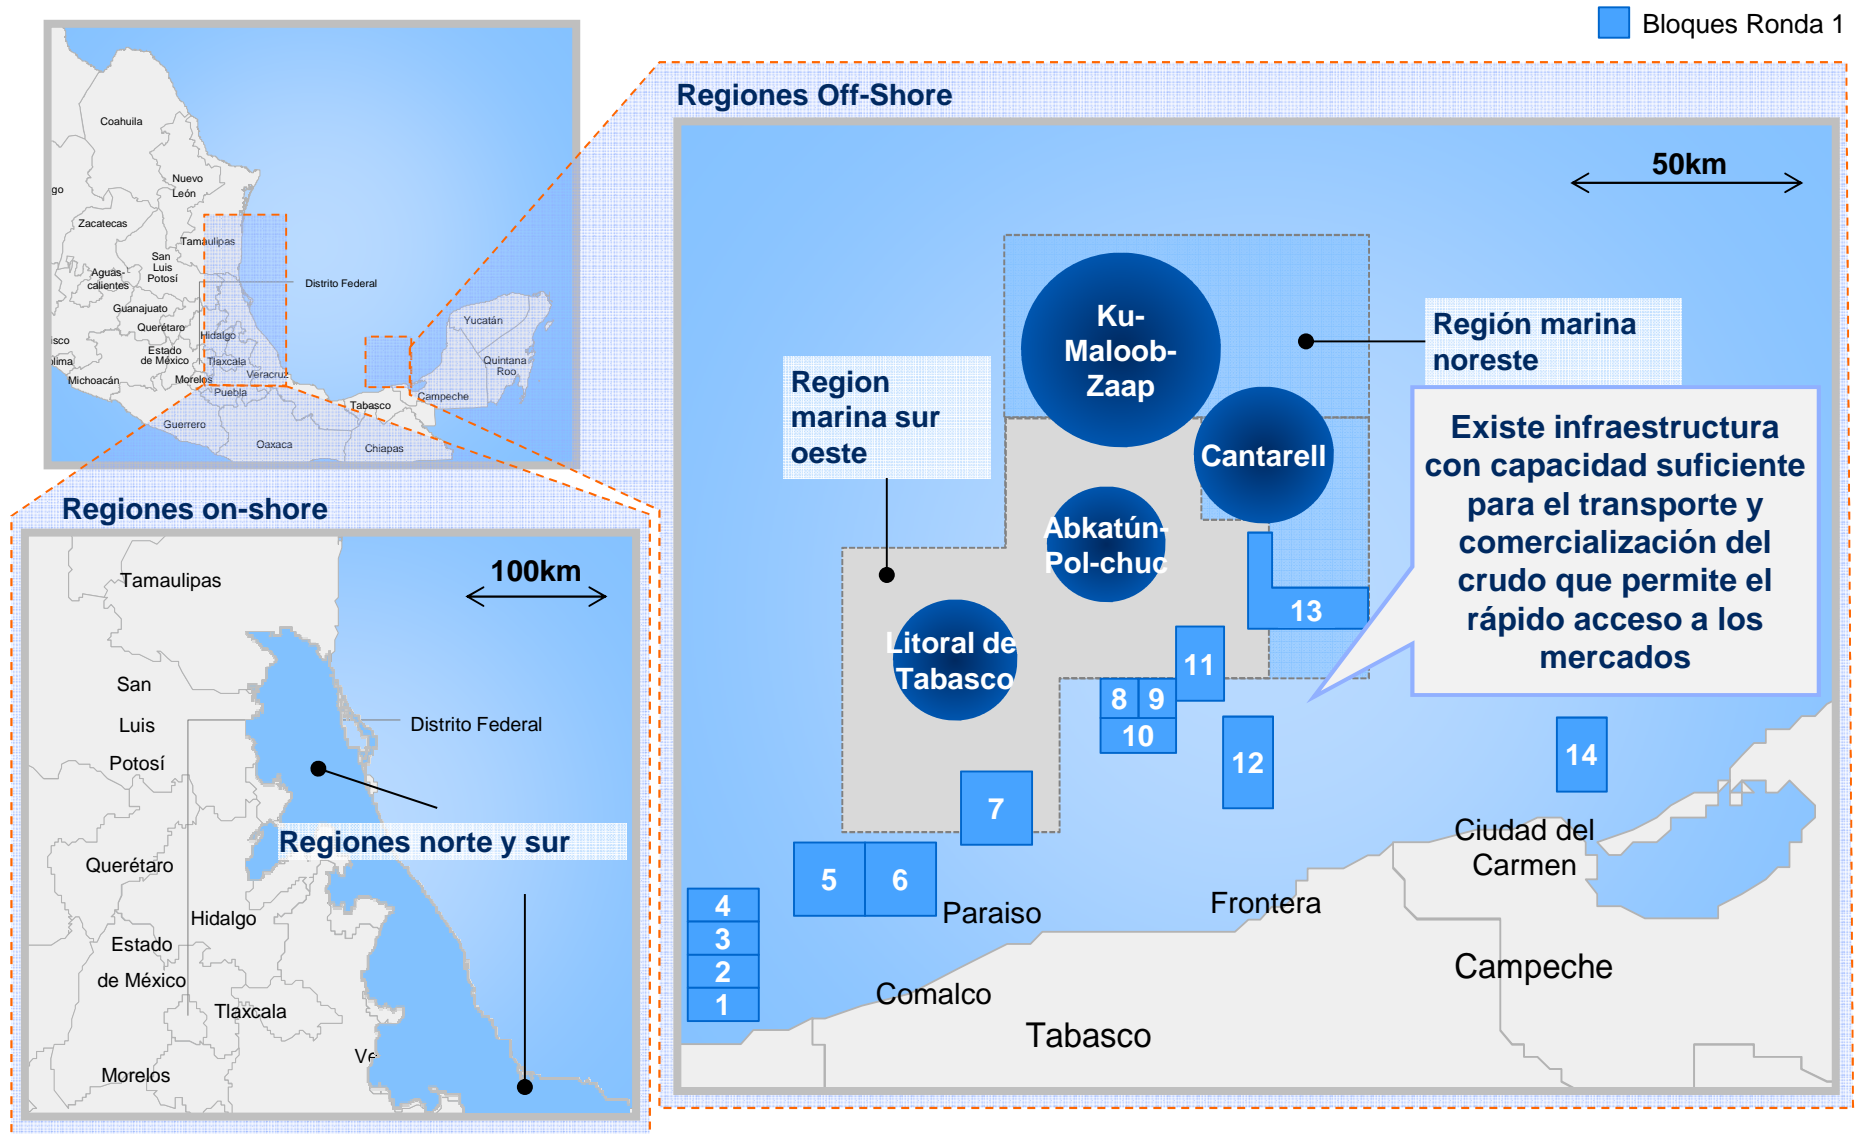 Bloques Ronda 1
Coahuila
Nuevo
León
go
Zacatecas
Tamaulipas
San
Luis
Potosí
Aguas-
calientes
Distrito Federal
Guanajuato
Querétaro
Hidalgo
Yucatán
isco
Estado
de México
Tlaxcala
Quintana
Roo
lima
Michoacán
Morelos
Veracruz
Puebla
Campeche
Tabasco
Guerrero
Oaxaca
Chiapas
Regiones on-shore
Tamaulipas
100km
San
Luis
Potosí
Distrito Federal
Regiones norte y sur
Querétaro
Hidalgo
Estado
de México
Tlaxcala
Ve
Morelos
Regiones Off-Shore
50km
Ku-
Maloob-
Zaap
Región marina
noreste
Region
marina sur
oeste
Cantarell
Existe infraestructura
con capacidad suficiente
para el transporte y
comercialización del
crudo que permite el
rápido acceso a los
mercados
Abkatún-
Pol-chuc
13
Litoral de
Tabasco
11
8
9
10
12
14
7
5
6
4
3
2
1
Ciudad del
Carmen
Paraiso
Frontera
Comalco
Campeche
Tabasco